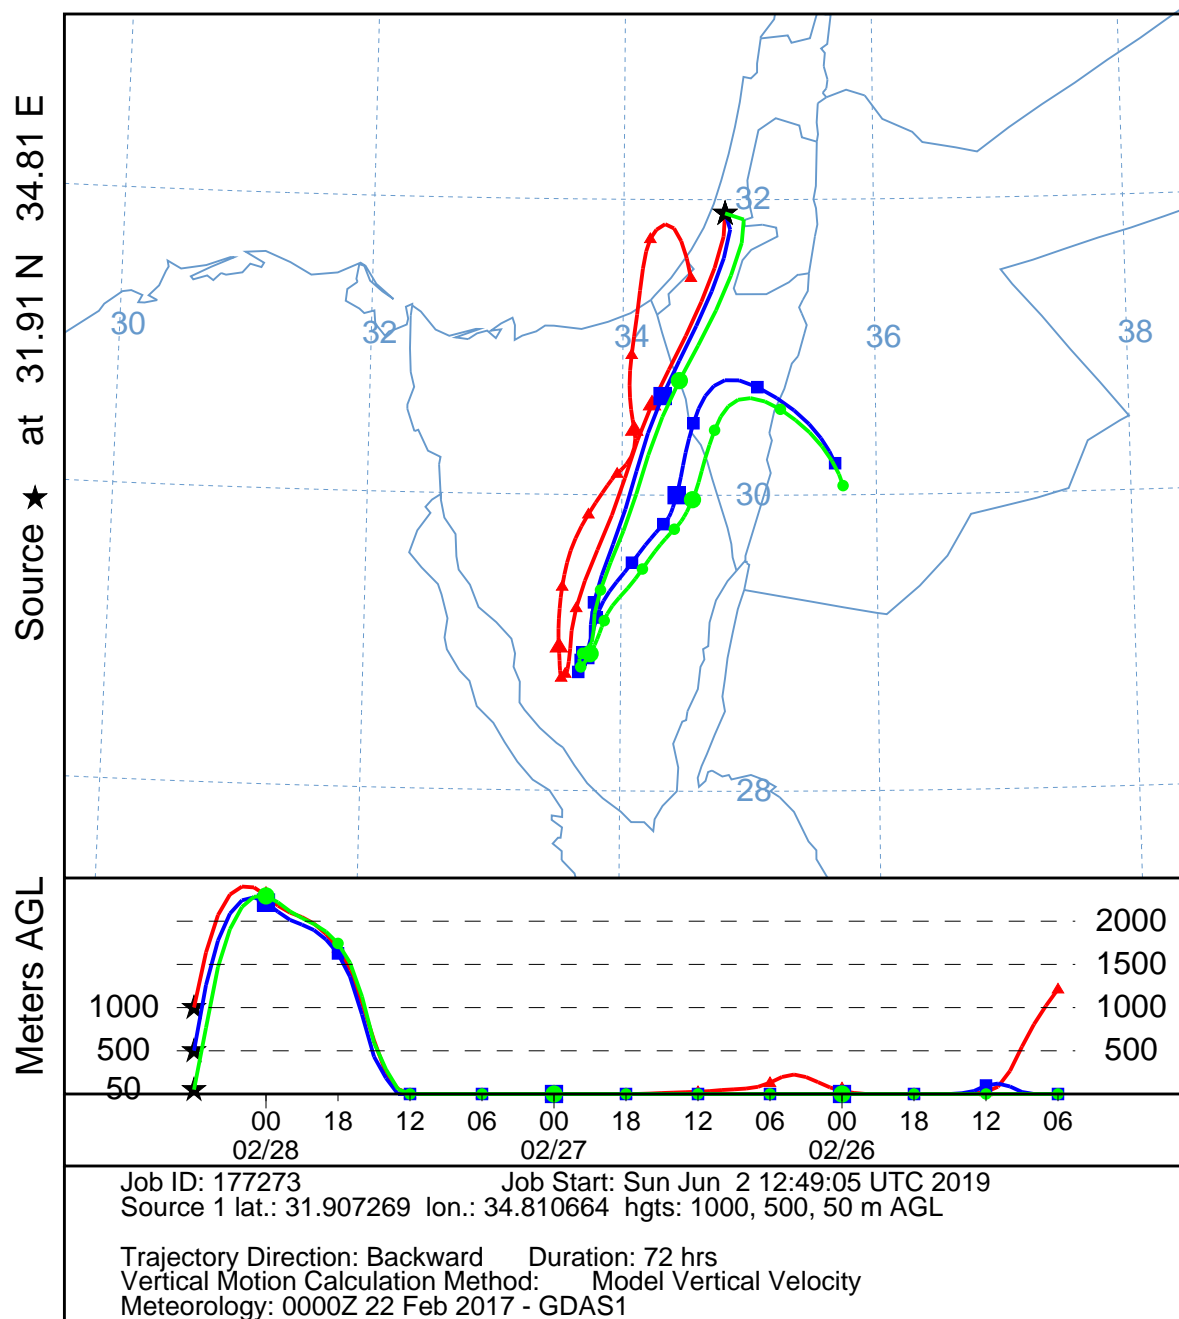 Source ★ at 31.91 N 34.81 E
32
30
32
34
36
38
30
28
Meters AGL
2000
1500
1000
1000
500
500
50
00 18 12 06 00 18 12 06 00 18 12 06
02/28 02/27 02/26
Job ID: 177273 Job Start: Sun Jun 2 12:49:05 UTC 2019
Source 1 lat.: 31.907269 lon.: 34.810664 hgts: 1000, 500, 50 m AGL
Trajectory Direction: Backward Duration: 72 hrs
Vertical Motion Calculation Method: Model Vertical Velocity
Meteorology: 0000Z 22 Feb 2017 - GDAS1